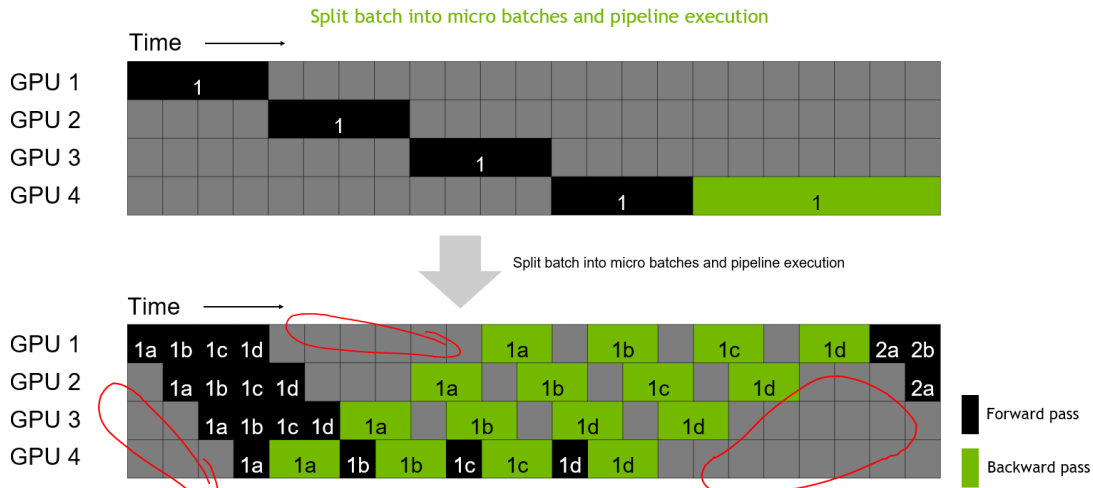 Split batch into micro batches and pipeline execution
Time
GPU 1 1
GPU 2 1
GPU 3 1
GPU 4 1 1
Split batch into micro batches and pipeline execution
Time
GPU 1 1a 1b 1c 1d 1a 1b 1c 1d 2a 2b
GPU 2 1a 1b 1c 1d 1a 1b 1c 1d 2a
GPU 3 1a 1b 1c 1d 1a 1b 1d 1d
GPU 4 1a 1a 1b 1b 1c 1c 1d 1d
Forward pass
Backward pass